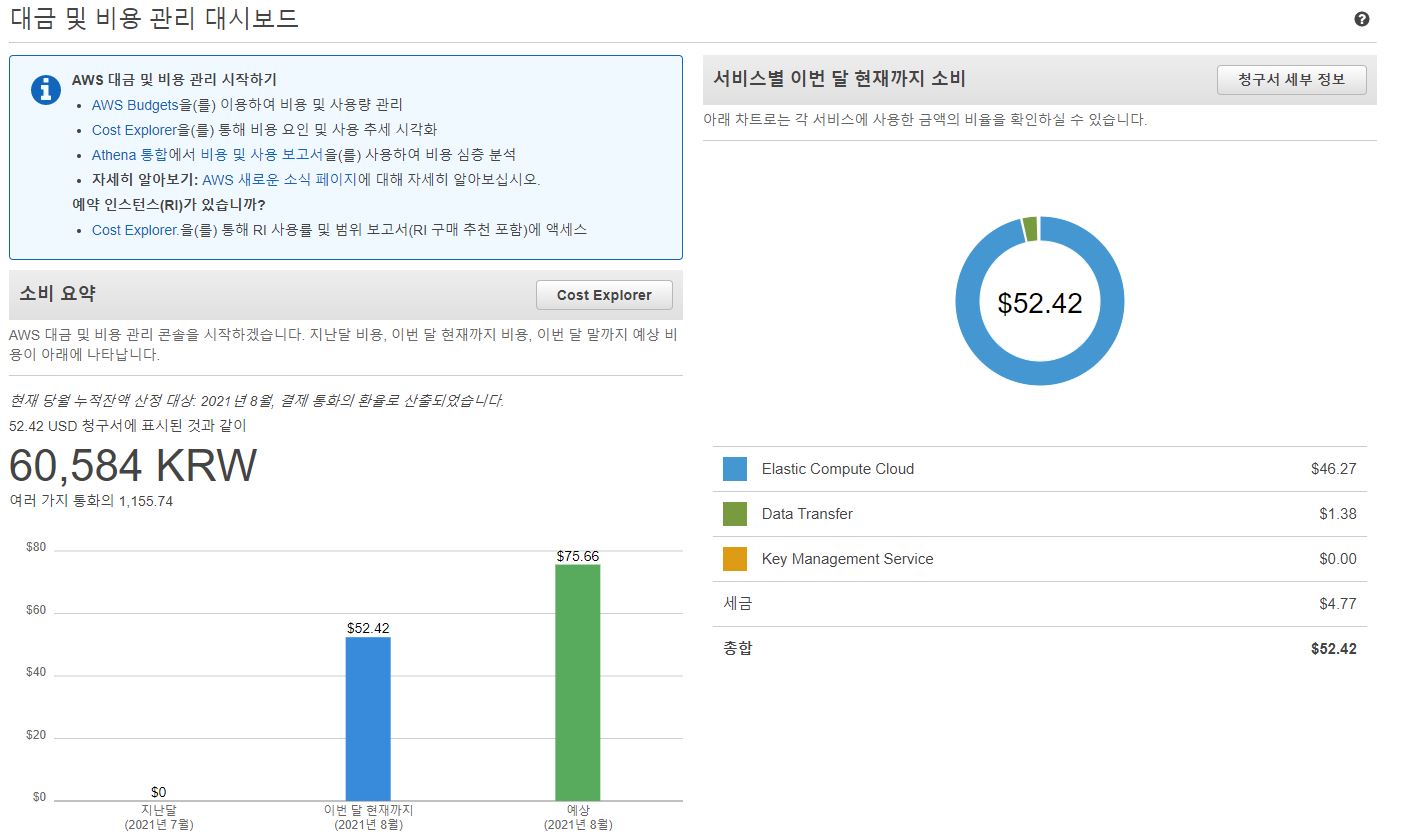 대금 및 비용 관리 대시보드
AWS 대금 및 비용 관리 시작하기
AWS Budgets을(를) 이용하여 비용 및 사용량 관리
Cost Explorer을(를) 통해 비용 요인 및 사용 추세 시각화
Athena 통합에서 비용 및 사용 보고서을(를) 사용하여 비용 심층 분석
자세히 알아보기: AWS 새로운 소식 페이지에 대해 자세히 알아보십시오.
예약 인스턴스(RI)가 있습니까?
Cost Explorer.을(를) 통해 RI 사용률 및 범위 보고서(RI 구매 추천 포함)에 액세스
소비 요약
Cost Explorer
AWS 대금 및 비용 관리 콘솔을 시작하겠습니다. 지난달 비용, 이번 달 현재까지 비용, 이번 달 말까지 예상 비
용이 아래에 나타납니다.
현재 당월 누적잔액 산정 대상: 2021년 8월, 결제 통화의 환율로 산출되었습니다.
52.42 USD 청구서에 표시된 것과 같이
60,584 KRW
여러 가지 통화의 1,155.74
$80
$60
$40
$20
$0
$0
$52.42
$75.66
지난달
(2021년 7월)
이번 달 현재까지
(2021년 8월)
예상
(2021년 8월)
서비스별 이번 달 현재까지 소비
청구서 세부 정보
아래 차트로는 각 서비스에 사용한 금액의 비율을 확인하실 수 있습니다.
$52.42
Elastic Compute Cloud $46.27
Data Transfer $1.38
Key Management Service $0.00
세금 $4.77
총합 $52.42